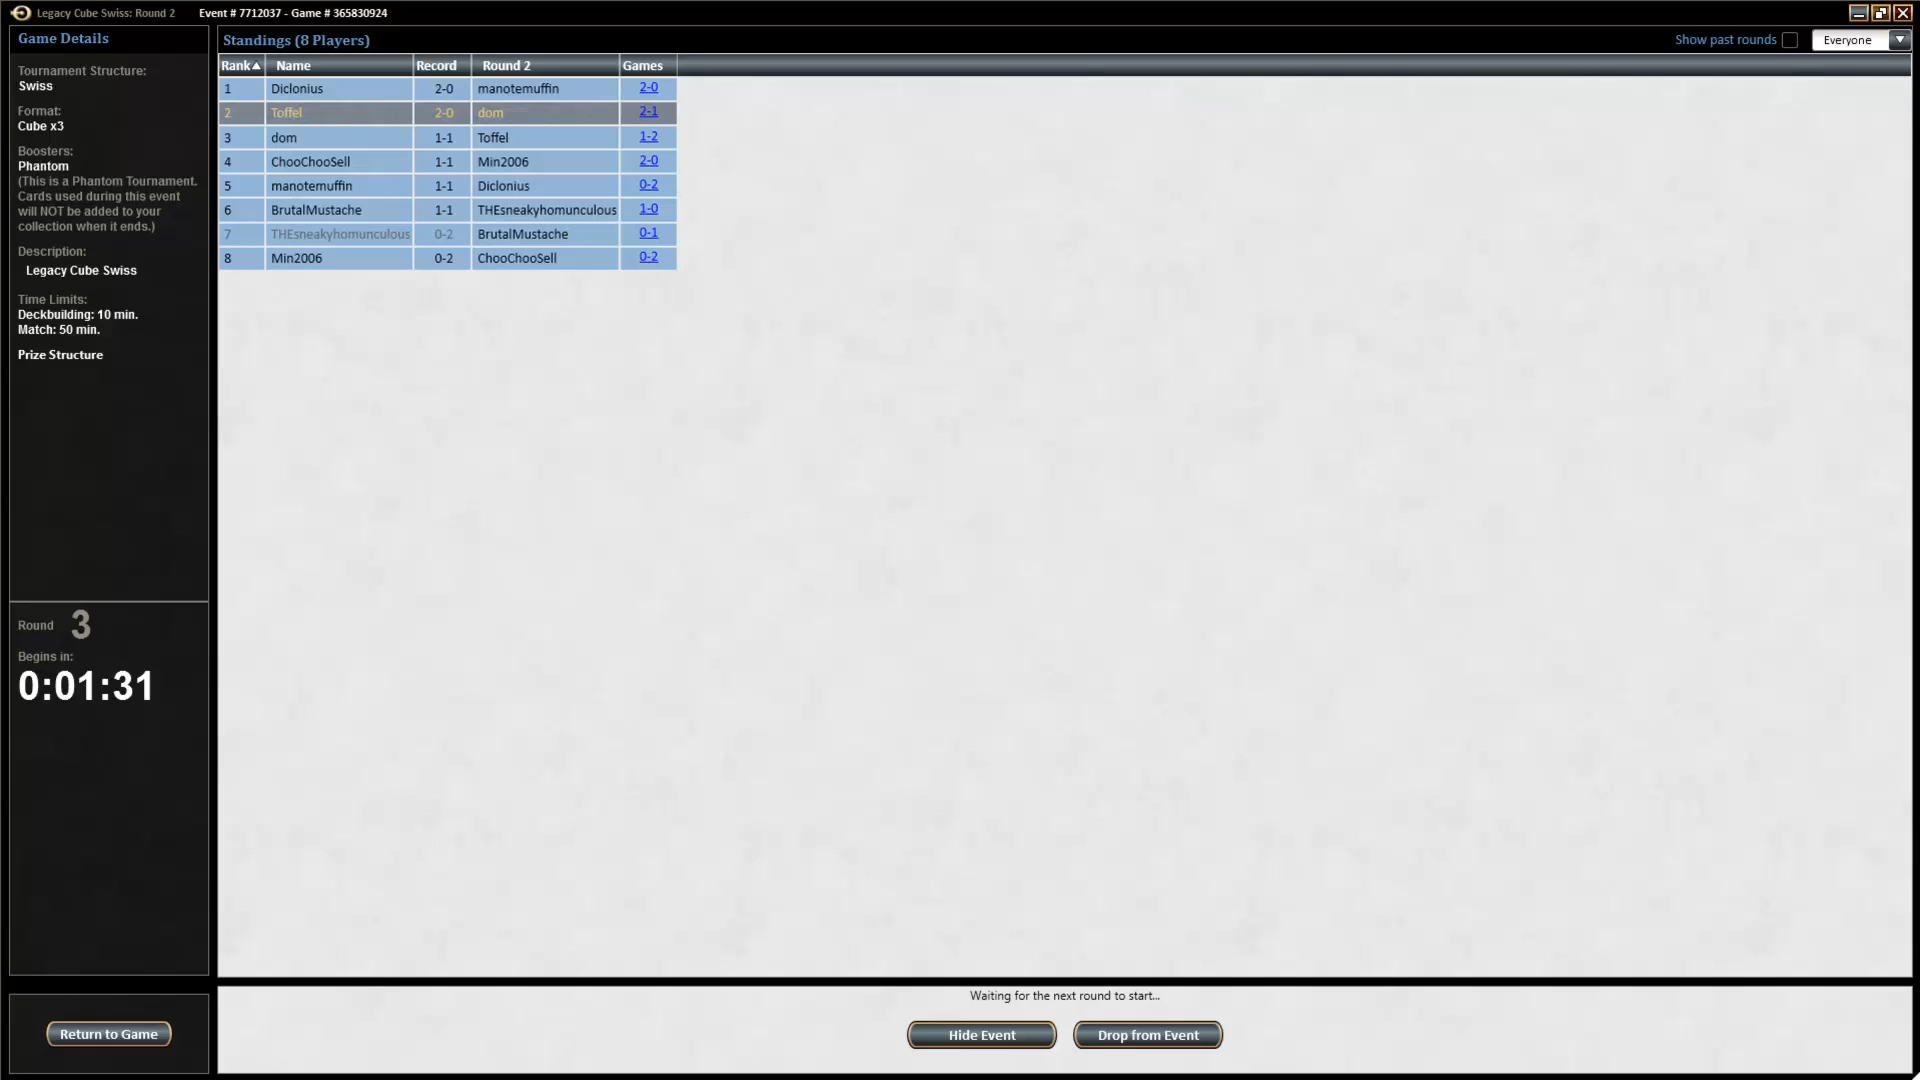 Legacy Cube Swiss: Round 2 Event # 7712037 - Game # 365830924
Game Details
Tournament Structure:
Swiss
Format:
Cube x3
Boosters:
Phantom
(This is a Phantom Tournament.
Cards used during this event
will NOT be added to your
collection when it ends.)
Description:
Legacy Cube Swiss
Time Limits:
Deckbuilding: 10 min.
Match: 50 min.
Prize Structure
Round 3
Begins in:
0:01:31
Return to Game
Standings (8 Players) Show past rounds Everyone
Rank Name Record Round 2 Games
1 Diclonius 2-0 manotemuffin 2-0
2 Toffel 2-0 dom 2-1
3 dom 1-1 Toffel 1-2
4 ChooChooSell 1-1 Min2006 2-0
5 manotemuffin 1-1 Diclonius 0-2
6 BrutalMustache 1-1 THEsneakyhomunculous 1-0
7 THEsneakyhomunculous 0-2 BrutalMustache 0-1
8 Min2006 0-2 ChooChooSell 0-2
Waiting for the next round to start...
Hide Event Drop from Event